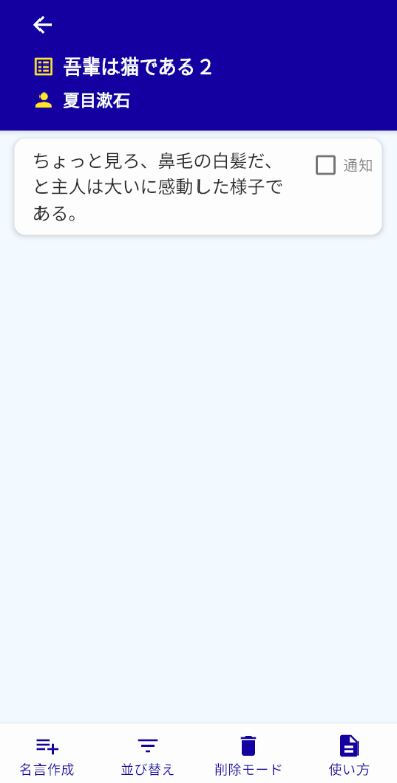 吾輩は猫である２
夏目漱石
ちょっと見ろ、鼻毛の白髪だ、
と主人は大いに感動した様子で
ある。
通知
名言作成
並び替え
削除モード
使い方